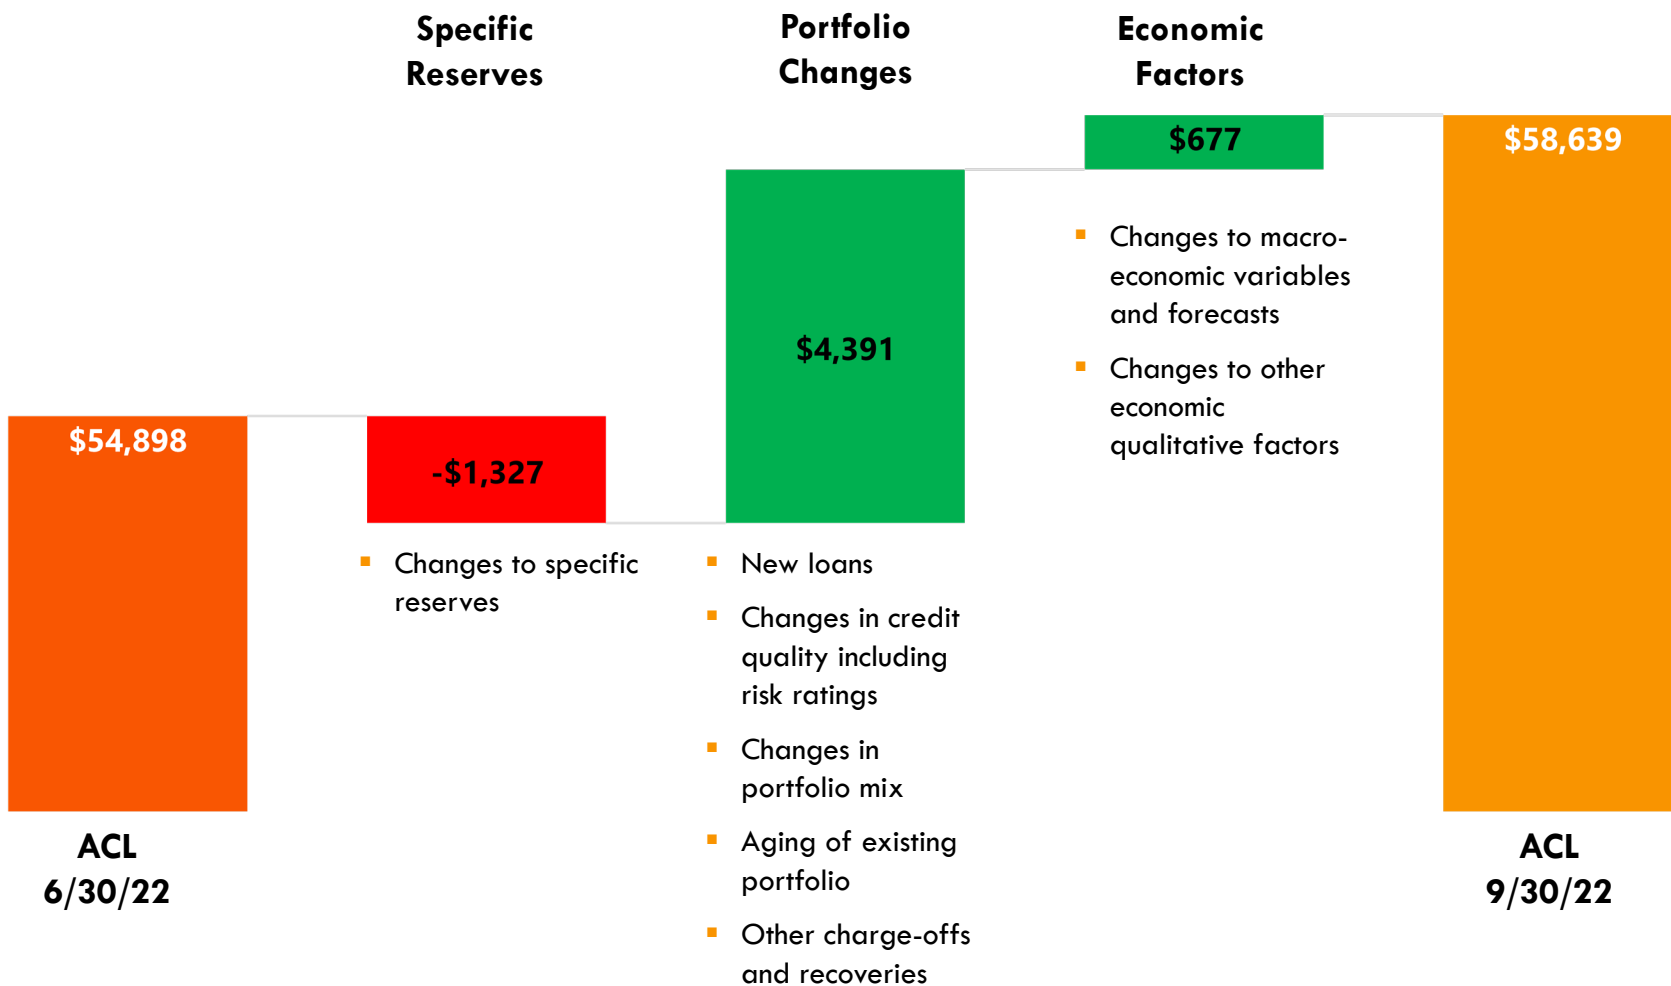 Specific
Reserves
Portfolio
Changes
Economic
Factors
$54,898
-$1,327
$4,391
$677
$58,639
▪ Changes to specific
reserves
▪ New loans
▪ Changes in credit
quality including
risk ratings
▪ Changes in
portfolio mix
▪ Aging of existing
portfolio
▪ Other charge-offs
and recoveries
▪ Changes to macro-
economic variables
and forecasts
▪ Changes to other
economic
qualitative factors
ACL
6/30/22
ACL
9/30/22